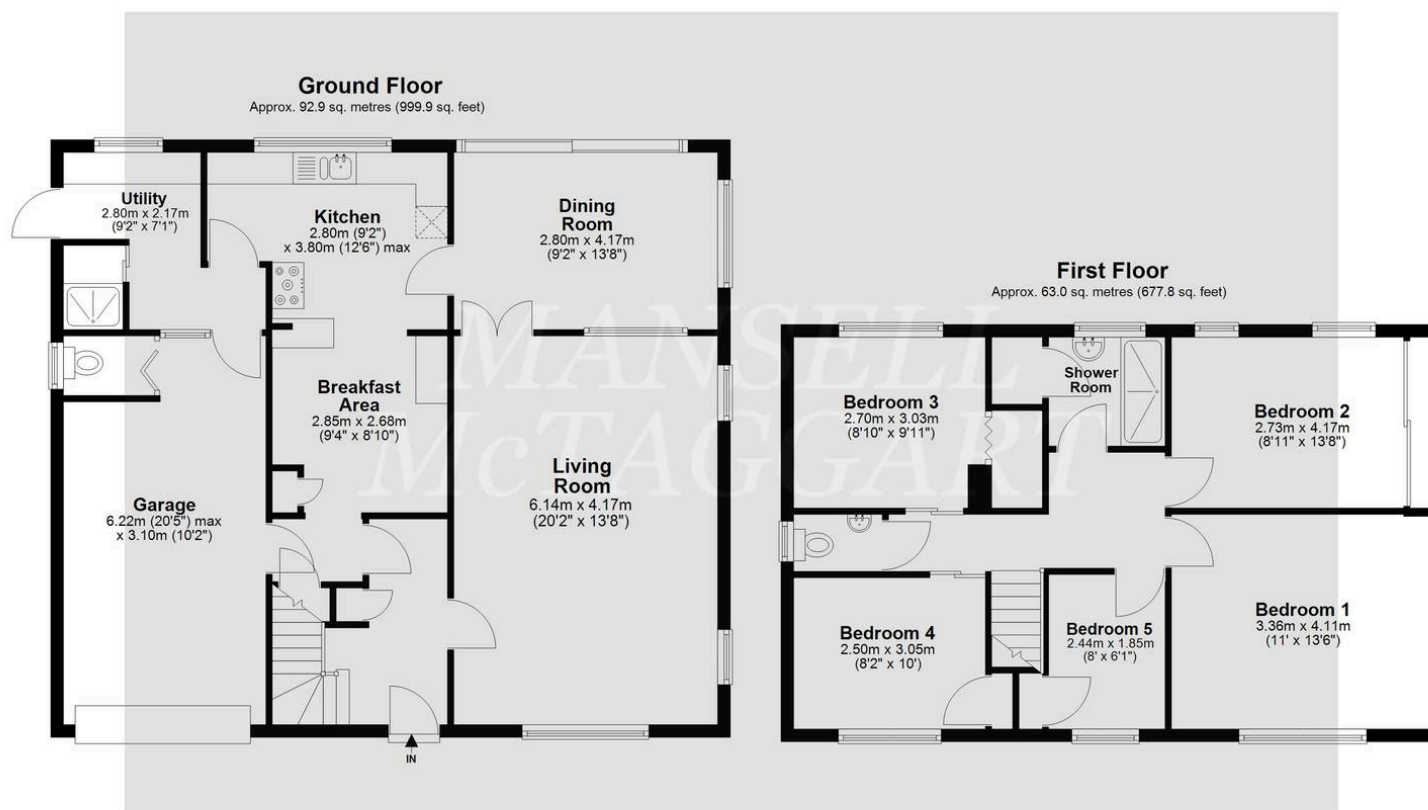 Ground Floor
Approx. 92.9 sq. metres (999.9 sq. feet)
Utility
2.80m x 2.17m
(9'2" x 7'1")
Kitchen
2.80m (9'2")
x 3.80m (12'6") max
Dining
Room
2.80m x 4.17m
(9'2" x 13'8")
Breakfast
Area
2.85m x 2.68m
(9'4" x 8'10")
Living
Room
6.14m x 4.17m
(20'2" x 13'8")
Garage
6.22m (20'5") max
x 3.10m (10'2")
IN
First Floor
Approx. 63.0 sq. metres (677.8 sq. feet)
Shower
Room
Bedroom 3
2.70m x 3.03m
(8'10" x 9'11")
Bedroom 2
2.73m x 4.17m
(8'11" x 13'8")
Bedroom 4
2.50m x 3.05m
(8'2" x 10')
Bedroom 5
2.44m x 1.85m
(8' x 6'1")
Bedroom 1
3.36m x 4.11m
(11' x 13'6")
MANSELL
McTAGGART